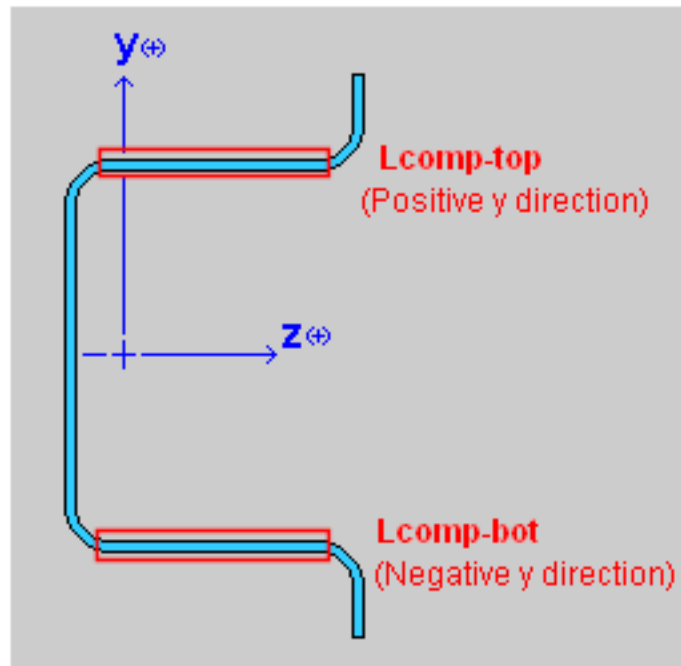 y(+)
Lcomp-top
(Positive y direction)
z(+)
Lcomp-bot
(Negative y direction)